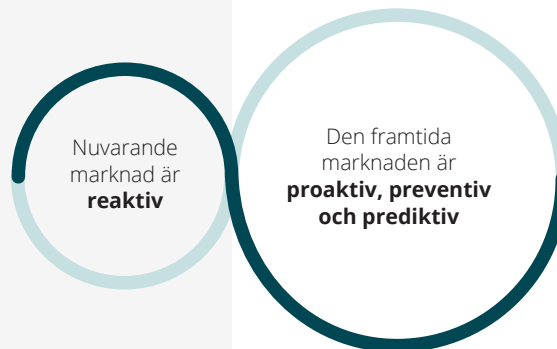 Nuvarande
marknad är
reaktiv
Den framtida
marknaden är
proaktiv, preventiv
och prediktiv